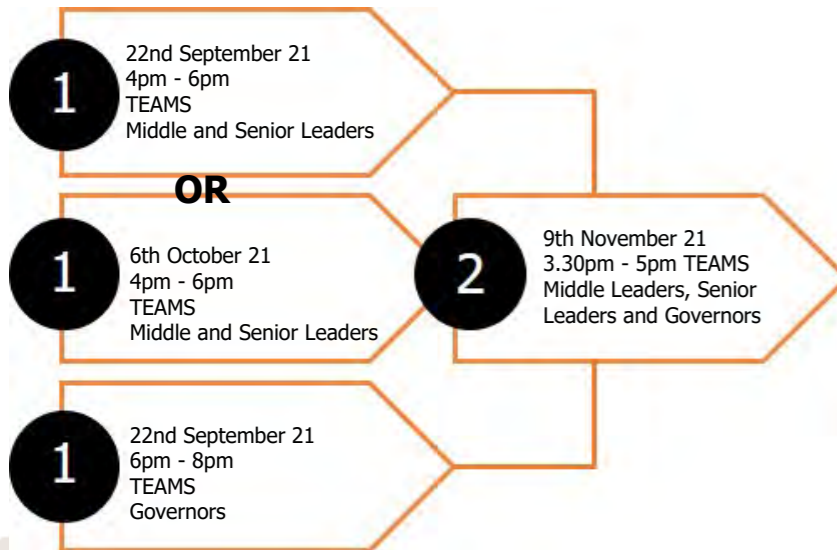 1
22nd September 21
4pm - 6pm
TEAMS
Middle and Senior Leaders
OR
1
6th October 21
4pm - 6pm
TEAMS
Middle and Senior Leaders
1
22nd September 21
6pm - 8pm
TEAMS
Governors
2
9th November 21
3.30pm - 5pm TEAMS
Middle Leaders, Senior
Leaders and Governors